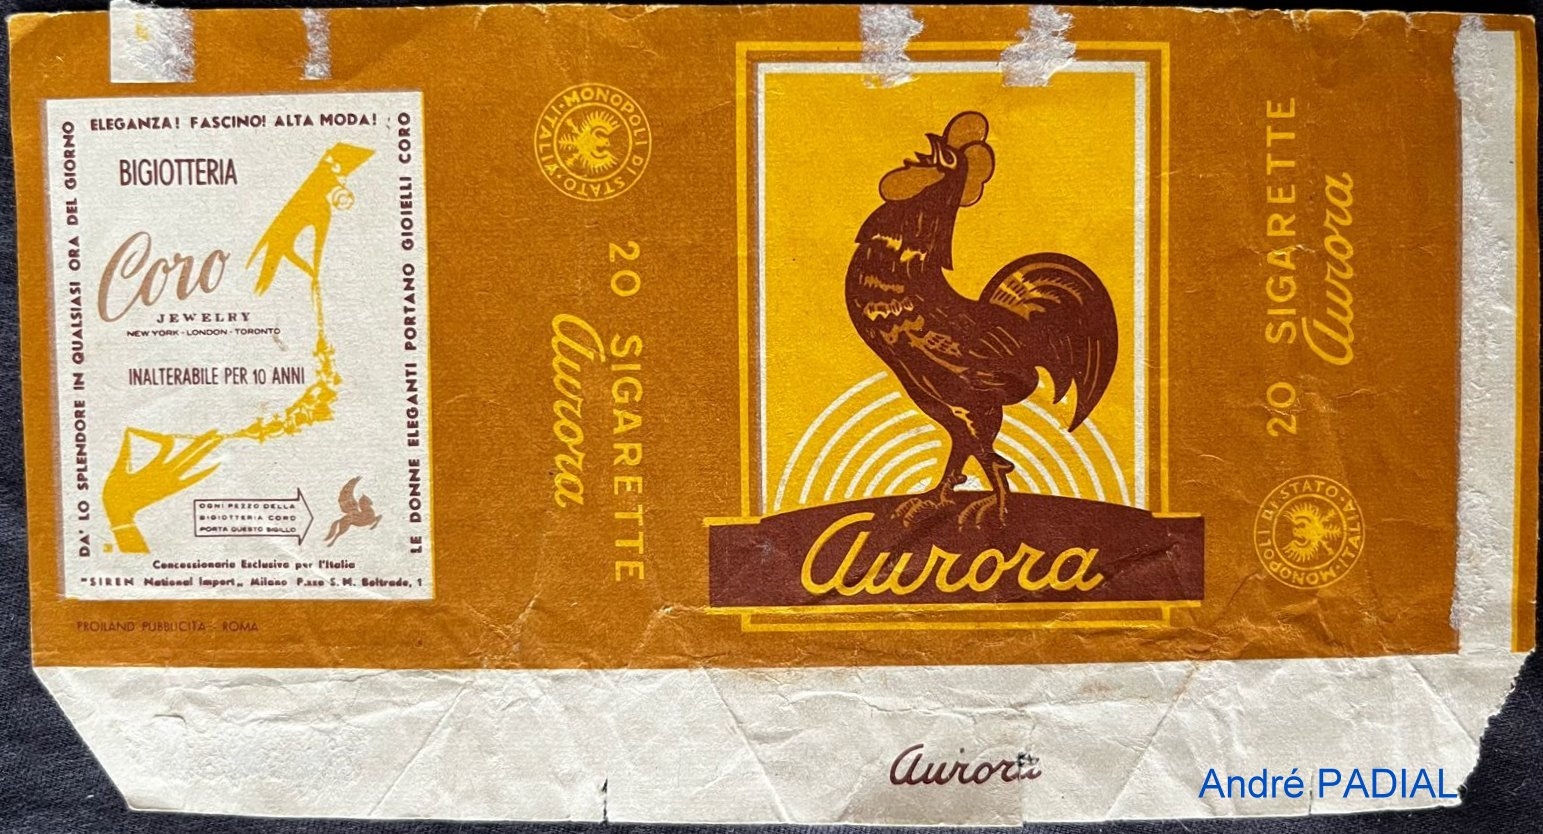 ELEGANZA! FASCINO! ALTA MODA!
DA' LO SPLENDORE IN QUALSIASI ORA DEL GIORNO
LE DONNE ELEGANTI PORTANO GIOIELLI CORO
BIGIOTTERIA
Coro
JEWELRY
NEW YORK - LONDON - TORONTO
INALTERABILE PER 10 ANNI
OGNI PEZZO DELLA
BIGIOTTERIA CORO
PORTA QUESTO SIGILLO
Concessionaria Esclusiva per l'Italia
"SIREN National Import„ Milano P.zza S. M. Beltrade, 1
PROILAND PUBBLICITA - ROMA
MONOPOLI DI STATO·ITALIA·
20 SIGARETTE
Aurora
Aurora
20 SIGARETTE
Aurora
MONOPOLI DI STATO·ITALIA·
Aurora
André PADIAL